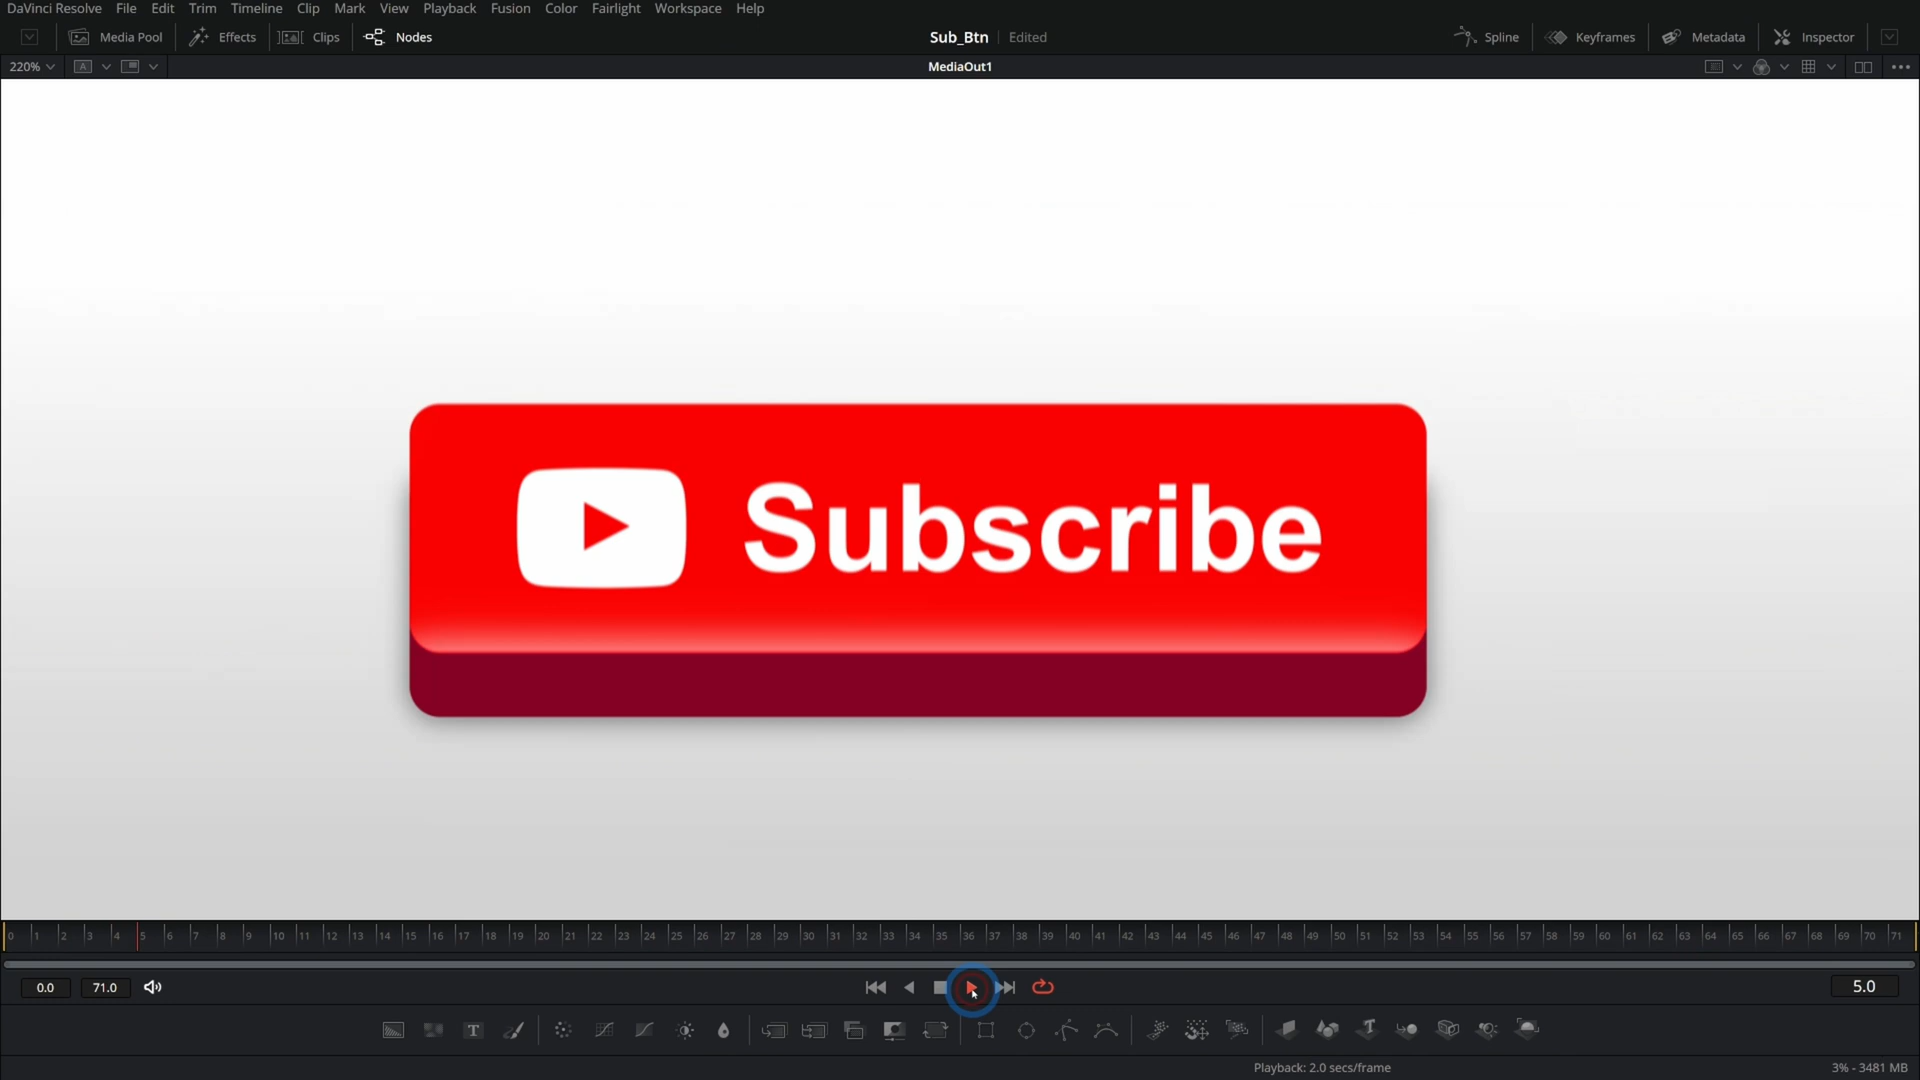 DaVinci Resolve File Edit Trim Timeline Clip Mark View Playback Fusion Color Fairlight Workspace Help
Media Pool Effects Clips Nodes Sub_Btn Edited Spline Keyframes Metadata Inspector
220% A MediaOut1
Subscribe
0 1 2 3 4 5 6 7 8 9 10 11 12 13 14 15 16 17 18 19 20 21 22 23 24 25 26 27 28 29 30 31 32 33 34 35 36 37 38 39 40 41 42 43 44 45 46 47 48 49 50 51 52 53 54 55 56 57 58 59 60 61 62 63 64 65 66 67 68 69 70 71
0.0 71.0 5.0
T T
Playback: 2.0 secs/frame 3% - 3481 MB